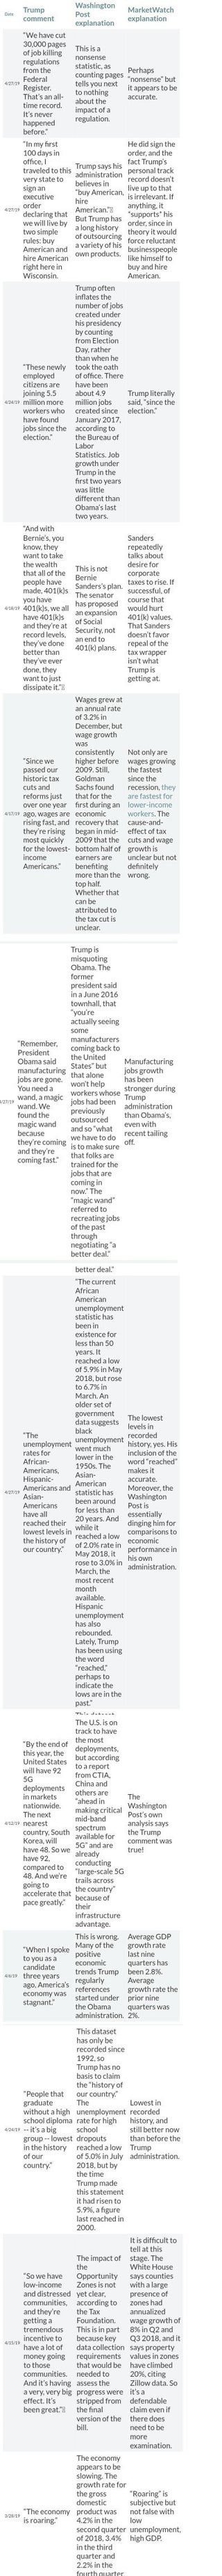 Date
Trump
comment
Washington
Post
explanation
MarketWatch
explanation
4/27/19
"We have cut
30,000 pages
of job killing
regulations
from the
Federal
Register.
That's an all-
time record.
It's never
happened
before."
This is a
nonsense
statistic, as
counting pages
tells you next
to nothing
about the
impact of a
regulation.
Perhaps
"nonsense" but
it appears to be
accurate.
4/27/19
"In my first
100 days in
office, I
traveled to this
very state to
sign an
executive
order
declaring that
we will live by
two simple
rules: buy
American and
hire American
right here in
Wisconsin.
Trump says his
administration
believes in
"buy American,
hire
American."
But Trump has
a long history
of outsourcing
a variety of his
own products.
He did sign the
order, and the
fact Trump's
personal track
record doesn't
live up to that
is irrelevant. If
anything, it
*supports* his
order, since in
theory it would
force reluctant
businesspeople
like himself to
buy and hire
American.
4/24/19
"These newly
employed
citizens are
joining 5.5
million more
workers who
have found
jobs since the
election."
Trump often
inflates the
number of jobs
created under
his presidency
by counting
from Election
Day, rather
than when he
took the oath
of office. There
have been
about 4.9
million jobs
created since
January 2017,
according to
the Bureau of
Labor
Statistics. Job
growth under
Trump in the
first two years
was little
different than
Obama's last
two years.
Trump literally
said, "since the
election."
4/18/19
"And with
Bernie's, you
know, they
want to take
the wealth
that all of the
people have
made, 401(k)s
you have
401(k)s, we all
have 401(k)s
and they're at
record levels,
they've done
better than
they've ever
done, they
want to just
dissipate it."
This is not
Bernie
Sanders's plan.
The senator
has proposed
an expansion
of Social
Security, not
an end to
401(k) plans.
Sanders
repeatedly
talks about
desire for
corporate
taxes to rise. If
successful, of
course that
would hurt
401(k) values.
That Sanders
doesn't favor
repeal of the
tax wrapper
isn't what
Trump is
getting at.
4/17/19
"Since we
passed our
historic tax
cuts and
reforms just
over one year
ago, wages are
rising fast, and
they're rising
most quickly
for the lowest-
income
Americans."
Wages grew at
an annual rate
of 3.2% in
December, but
wage growth
was
consistently
higher before
2009. Still,
Goldman
Sachs found
that for the
first during an
economic
recovery that
began in mid-
2009 that the
bottom half of
earners are
benefiting
more than the
top half.
Whether that
can be
attributed to
the tax cut is
unclear.
Not only are
wages growing
the fastest
since the
recession, they
are fastest for
lower-income
workers. The
cause-and-
effect of tax
cuts and wage
growth is
unclear but not
definitely
wrong.
4/27/19
"Remember,
President
Obama said
manufacturing
jobs are gone.
You need a
wand, a magic
wand. We
found the
magic wand
because
they're coming
and they're
coming fast."
Trump is
misquoting
Obama. The
former
president said
in a June 2016
townhall, that
"you're
actually seeing
some
manufacturers
coming back to
the United
States" but
that alone
won't help
workers whose
jobs had been
previously
outsourced
and so "what
we have to do
is to make sure
that folks are
trained for the
jobs that are
coming in
now." The
"magic wand"
referred to
recreating jobs
of the past
through
negotiating "a
better deal."
Manufacturing
jobs growth
has been
stronger during
Trump
administration
than Obama's,
even with
recent tailing
off.
better deal."
4/27/19
"The
unemployment
rates for
African-
Americans,
Hispanic-
Americans and
Asian-
Americans
have all
reached their
lowest levels in
the history of
our country."
"The current
African
American
unemployment
statistic has
been in
existence for
less than 50
years. It
reached a low
of 5.9% in May
2018, but rose
to 6.7% in
March. An
older set of
government
data suggests
black
unemployment
went much
lower in the
1950s. The
Asian-
American
statistic has
been around
for less than
20 years. And
while it
reached a low
of 2.0% rate in
May 2018, it
rose to 3.0% in
March, the
most recent
month
available.
Hispanic
unemployment
has also
rebounded.
Lately, Trump
has been using
the word
"reached,"
perhaps to
indicate the
lows are in the
past."
The lowest
levels in
recorded
history, yes. His
inclusion of the
word "reached"
makes it
accurate.
Moreover, the
Washington
Post is
essentially
dinging him for
comparisons to
economic
performance in
his own
administration.
This dataset
4/12/19
"By the end of
this year, the
United States
will have 92
5G
deployments
in markets
nationwide.
The next
nearest
country, South
Korea, will
have 48. So we
have 92,
compared to
48. And we're
going to
accelerate that
pace greatly."
The U.S. is on
track to have
the most
deployments,
but according
to a report
from CTIA,
China and
others are
"ahead in
making critical
mid-band
spectrum
available for
5G" and are
already
conducting
"large-scale 5G
trails across
the country"
because of
their
infrastructure
advantage.
The
Washington
Post's own
analysis says
the Trump
comment was
true!
4/6/19
"When I spoke
to you as a
candidate
three years
ago, America's
economy was
stagnant."
This is wrong.
Many of the
positive
economic
trends Trump
regularly
references
started under
the Obama
administration.
Average GDP
growth rate
last nine
quarters has
been 2.8%.
Average
growth rate the
prior nine
quarters was
2%.
4/24/19
"People that
graduate
without a high
school diploma
-- it's a big
group -- lowest
in the history
of our
country."
This dataset
has only be
recorded since
1992, so
Trump has no
basis to claim
the "history of
our country."
The
unemployment
rate for high
school
dropouts
reached a low
of 5.0% in July
2018, but by
the time
Trump made
this statement
it had risen to
5.9%, a figure
last reached in
2000.
Lowest in
recorded
history, and
still better now
than before the
Trump
administration.
4/15/19
"So we have
low-income
and distressed
communities,
and they're
getting a
tremendous
incentive to
have a lot of
money going
to those
communities.
And it's having
a very, very big
effect. It's
been great."
The impact of
the
Opportunity
Zones is not
yet clear,
according to
the Tax
Foundation.
This is in part
because key
data collection
requirements
that would be
needed to
assess the
progress were
stripped from
the final
version of the
bill.
It is difficult to
tell at this
stage. The
White House
says counties
with a large
presence of
zones had
annualized
wage growth of
8% in Q2 and
Q3 2018, and it
says property
values in zones
have climbed
20%, citing
Zillow data. So
it's a
defendable
claim even if
there does
need to be
more
examination.
3/28/19
"The economy
is roaring."
The economy
appears to be
slowing. The
growth rate for
the gross
domestic
product was
4.2% in the
second quarter
of 2018, 3.4%
in the third
quarter and
2.2% in the
fourth quarter
"Roaring" is
subjective but
not false with
low
unemployment,
high GDP.